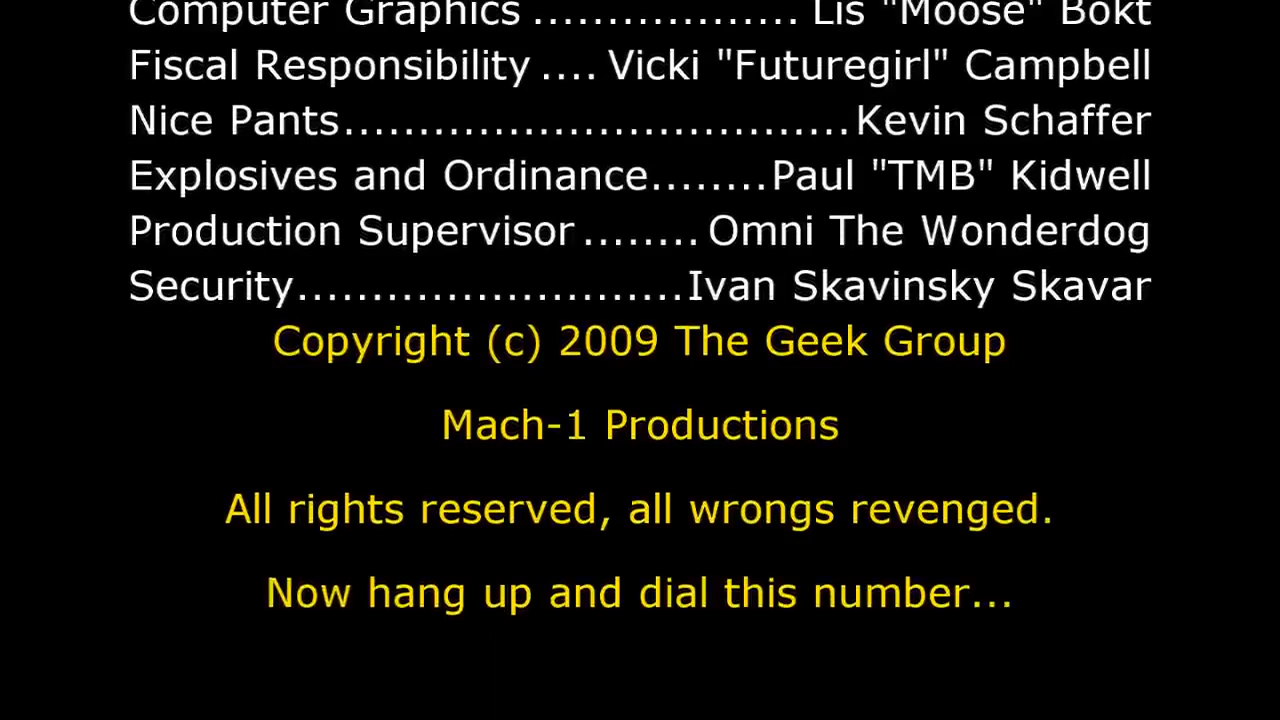 Computer Graphics .................. Lis "Moose" Bokt
Fiscal Responsibility .... Vicki "Futuregirl" Campbell
Nice Pants..................................Kevin Schaffer
Explosives and Ordinance........Paul "TMB" Kidwell
Production Supervisor ........ Omni The Wonderdog
Security..........................Ivan Skavinsky Skavar
Copyright (c) 2009 The Geek Group
Mach-1 Productions
All rights reserved, all wrongs revenged.
Now hang up and dial this number...